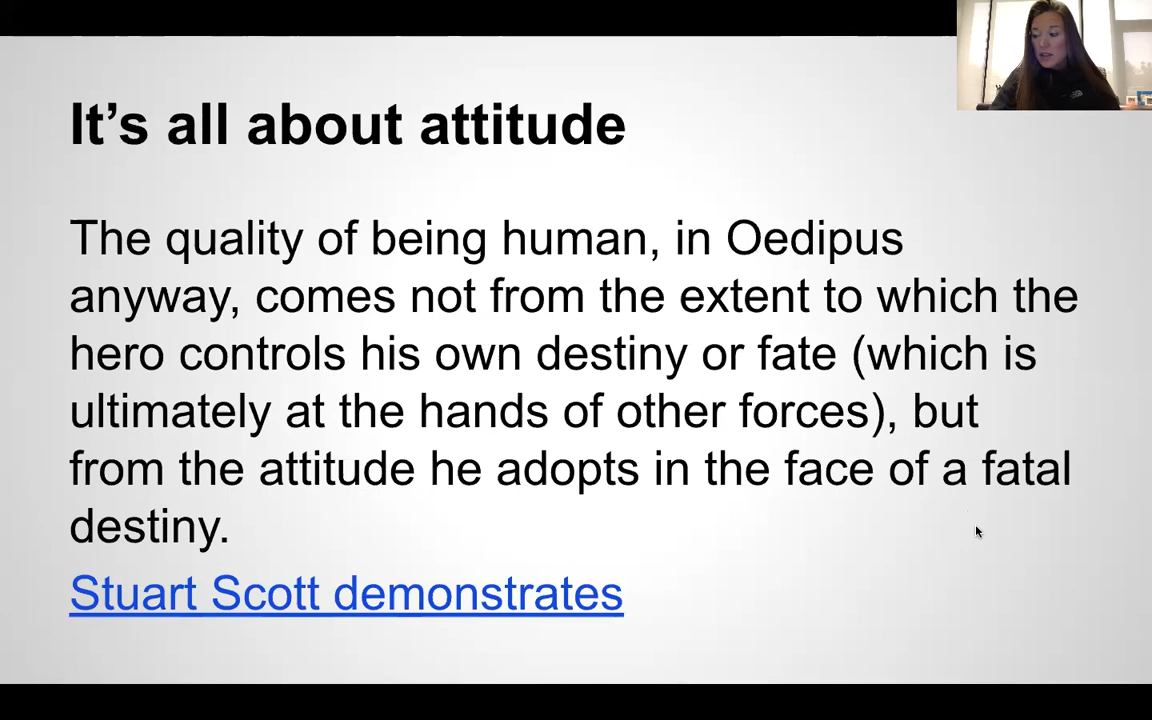 It's all about attitude
The quality of being human, in Oedipus
anyway, comes not from the extent to which the
hero controls his own destiny or fate (which is
ultimately at the hands of other forces), but
from the attitude he adopts in the face of a fatal
destiny.
Stuart Scott demonstrates